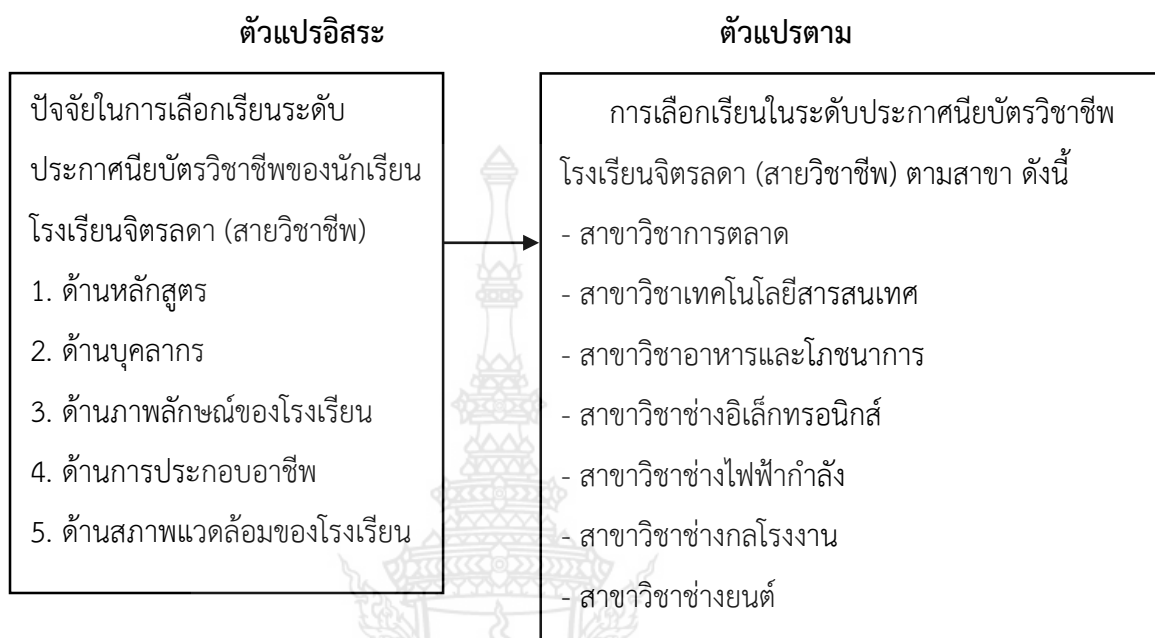 ตัวแปรอิสระ
ตัวแปรตาม
ปัจจัยในการเลือกเรียนระดับ
ประกาศนียบัตรวิชาชีพของนักเรียน
โรงเรียนจิตรลดา (สายวิชาชีพ)
1. ด้านหลักสูตร
2. ด้านบุคลากร
3. ด้านภาพลักษณ์ของโรงเรียน
4. ด้านการประกอบอาชีพ
5. ด้านสภาพแวดล้อมของโรงเรียน
การเลือกเรียนในระดับประกาศนียบัตรวิชาชีพ
โรงเรียนจิตรลดา (สายวิชาชีพ) ตามสาขา ดังนี้
- สาขาวิชาการตลาด
- สาขาวิชาเทคโนโลยีสารสนเทศ
- สาขาวิชาอาหารและโภชนาการ
- สาขาวิชาช่างอิเล็กทรอนิกส์
- สาขาวิชาช่างไฟฟ้ากำลัง
- สาขาวิชาช่างกลโรงงาน
- สาขาวิชาช่างยนต์